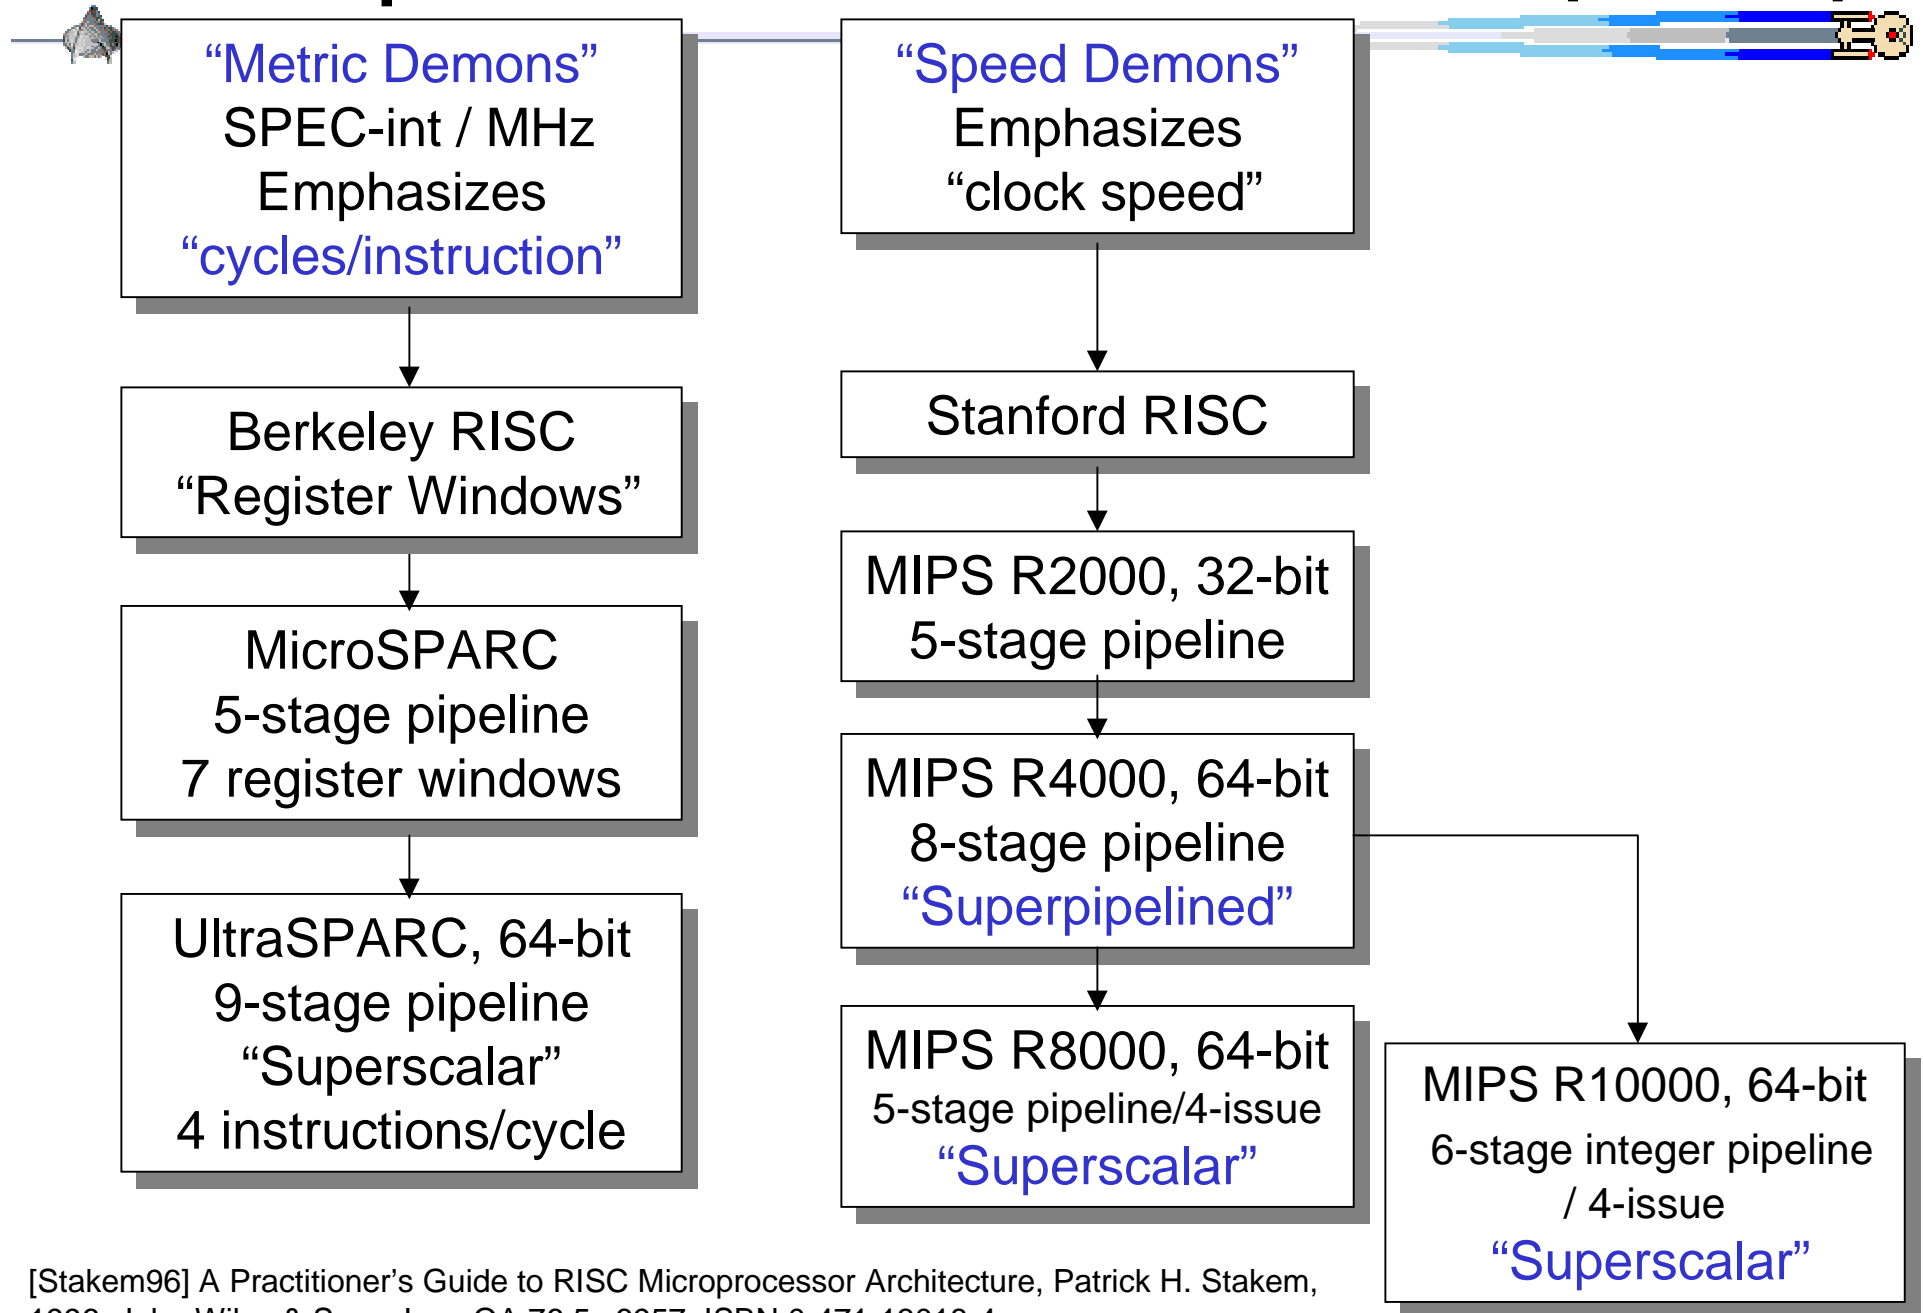 “Metric Demons”
SPEC-int / MHz
Emphasizes
“cycles/instruction”
Berkeley RISC
“Register Windows”
MicroSPARC
5-stage pipeline
7 register windows
UltraSPARC, 64-bit
9-stage pipeline
“Superscalar”
4 instructions/cycle
“Speed Demons”
Emphasizes
“clock speed”
Stanford RISC
MIPS R2000, 32-bit
5-stage pipeline
MIPS R4000, 64-bit
8-stage pipeline
“Superpipelined”
MIPS R8000, 64-bit
5-stage pipeline/4-issue
“Superscalar”
MIPS R10000, 64-bit
6-stage integer pipeline
/ 4-issue
“Superscalar”
[Stakem96] A Practitioner’s Guide to RISC Microprocessor Architecture, Patrick H. Stakem,